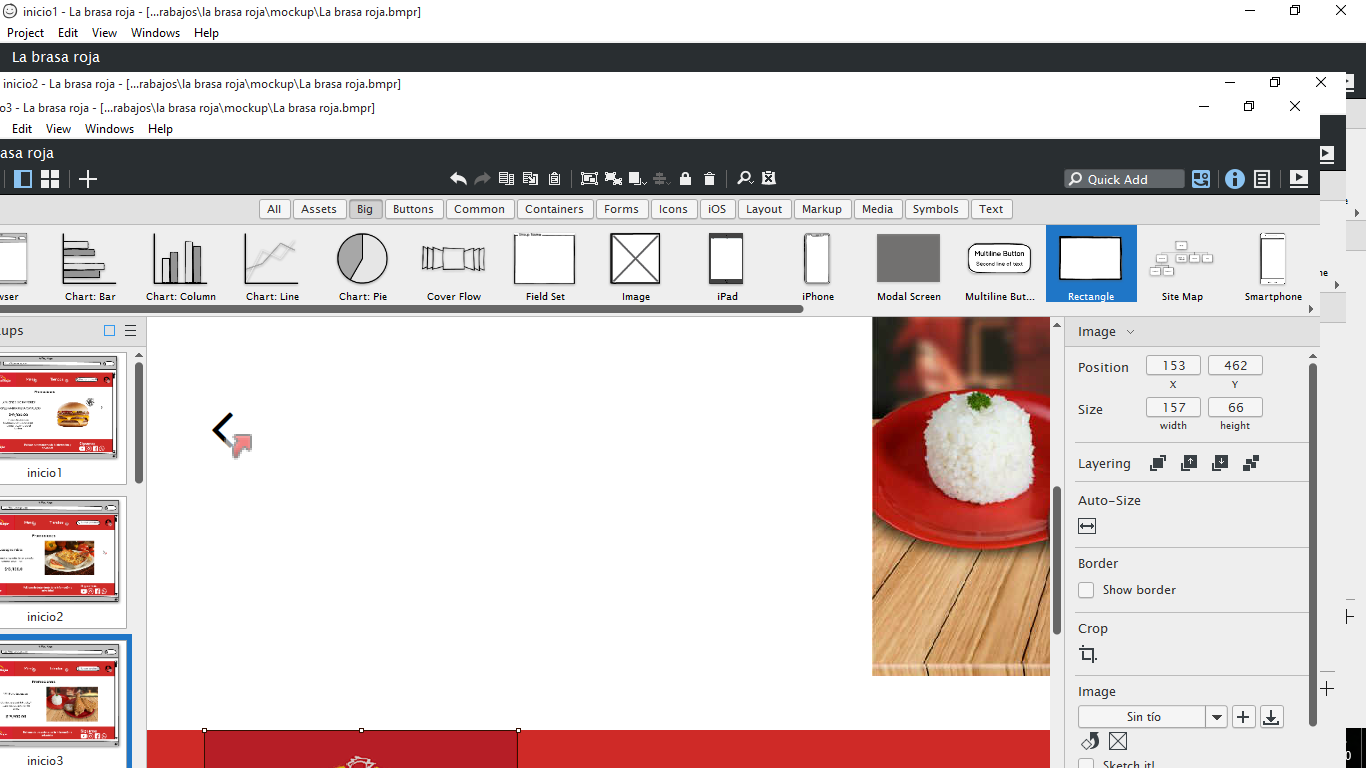 inicio1 - La brasa roja - [...rabajos\la brasa roja\mockup\La brasa roja.bmpr]
Project Edit View Windows Help
La brasa roja
inicio2 - La brasa roja - [...rabajos\la brasa roja\mockup\La brasa roja.bmpr]
o3 - La brasa roja - [...rabajos\la brasa roja\mockup\La brasa roja.bmpr]
Edit View Windows Help
asa roja
Quick Add
All Assets Big Buttons Common Containers Forms Icons iOS Layout Markup Media Symbols Text
Group Name
Multiline Button
Second line of text
wser Chart: Bar Chart: Column Chart: Line Chart: Pie Cover Flow Field Set Image iPad iPhone Modal Screen Multiline But... Rectangle Site Map Smartphone
ups
Image
Position 153 462
X Y
Size 157 66
width height
Layering
inicio1
Auto-Size
Border
Show border
inicio2
Crop
Image
Sin tío
inicio3
Sketch it!